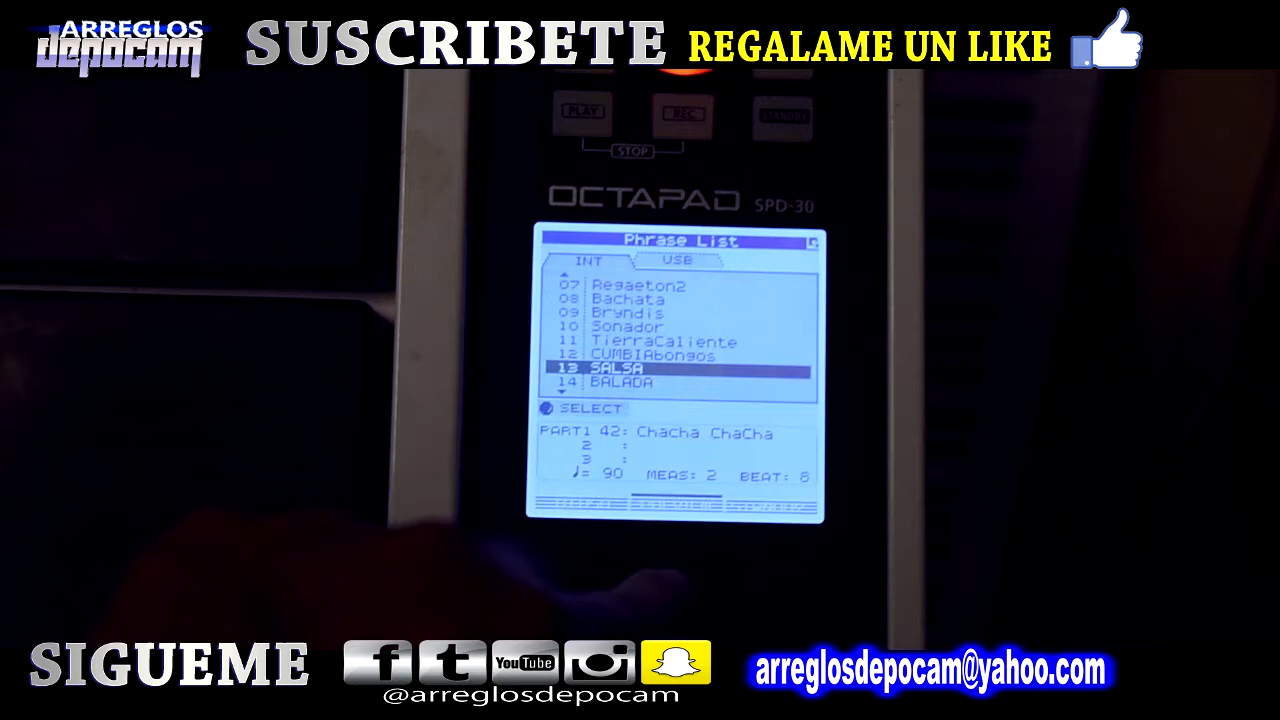 ARREGLOS
depocam
SUSCRIBETE
REGALAME UN LIKE
PLAY
REC
STANDBY
STOP
OCTAPAD SPD-30
Phrase List
INT
USB
07 Regaeton2
08 Bachata
09 Bryndis
10 Sonador
11 TierraCaliente
12 CUMBIAbongos
13 SALSA
14 BALADA
SELECT
PART1 42: Chacha ChaCha
2 :
3 :
♩= 90 MEAS: 2 BEAT: 8
SIGUEME
f
t
YouTube
@arreglosdepocam
arreglosdepocam@yahoo.com